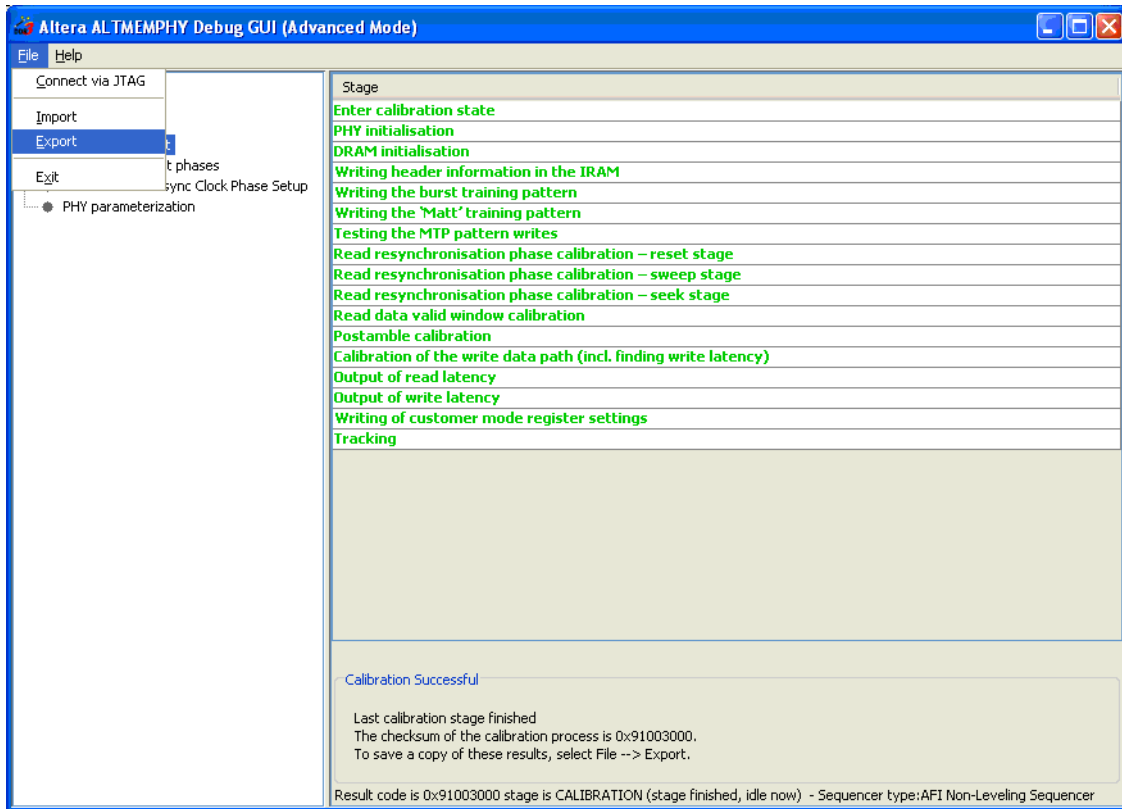 Altera ALTMEMPHY Debug GUI (Advanced Mode)
File Help
Connect via JTAG
Import
Export
Exit
t phases
sync Clock Phase Setup
PHY parameterization
Stage
Enter calibration state
PHY initialisation
DRAM initialisation
Writing header information in the IRAM
Writing the burst training pattern
Writing the 'Matt' training pattern
Testing the MTP pattern writes
Read resynchronisation phase calibration – reset stage
Read resynchronisation phase calibration – sweep stage
Read resynchronisation phase calibration – seek stage
Read data valid window calibration
Postamble calibration
Calibration of the write data path (incl. finding write latency)
Output of read latency
Output of write latency
Writing of customer mode register settings
Tracking
Calibration Successful
Last calibration stage finished
The checksum of the calibration process is 0x91003000.
To save a copy of these results, select File --> Export.
Result code is 0x91003000 stage is CALIBRATION (stage finished, idle now) - Sequencer type:AFI Non-Leveling Sequencer